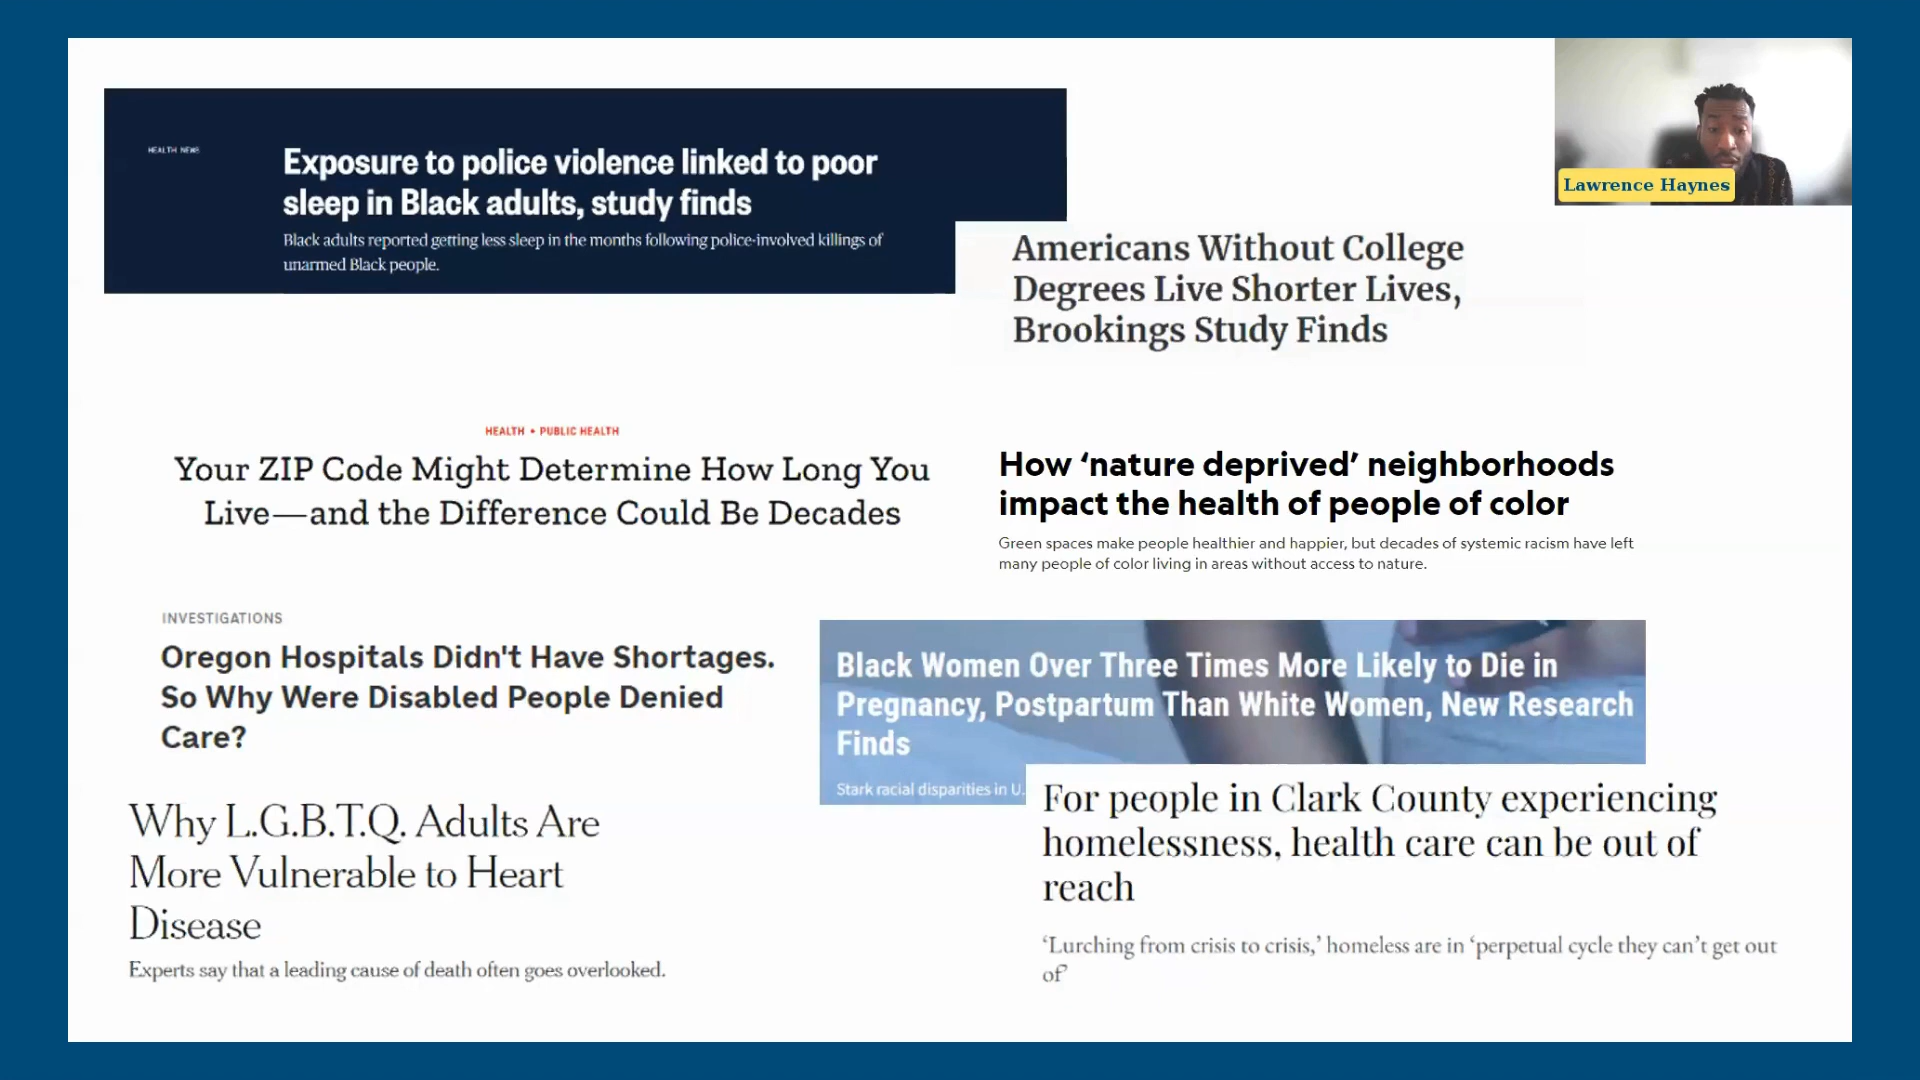 HEALTH NEWS
Exposure to police violence linked to poor
sleep in Black adults, study finds
Black adults reported getting less sleep in the months following police-involved killings of
unarmed Black people.
Lawrence Haynes
Americans Without College
Degrees Live Shorter Lives,
Brookings Study Finds
HEALTH • PUBLIC HEALTH
Your ZIP Code Might Determine How Long You
Live—and the Difference Could Be Decades
How ‘nature deprived’ neighborhoods
impact the health of people of color
Green spaces make people healthier and happier, but decades of systemic racism have left
many people of color living in areas without access to nature.
INVESTIGATIONS
Oregon Hospitals Didn't Have Shortages.
So Why Were Disabled People Denied
Care?
Black Women Over Three Times More Likely to Die in
Pregnancy, Postpartum Than White Women, New Research
Finds
Stark racial disparities in U.
Why L.G.B.T.Q. Adults Are
More Vulnerable to Heart
Disease
Experts say that a leading cause of death often goes overlooked.
For people in Clark County experiencing
homelessness, health care can be out of
reach
‘Lurching from crisis to crisis,’ homeless are in ‘perpetual cycle they can’t get out
of’